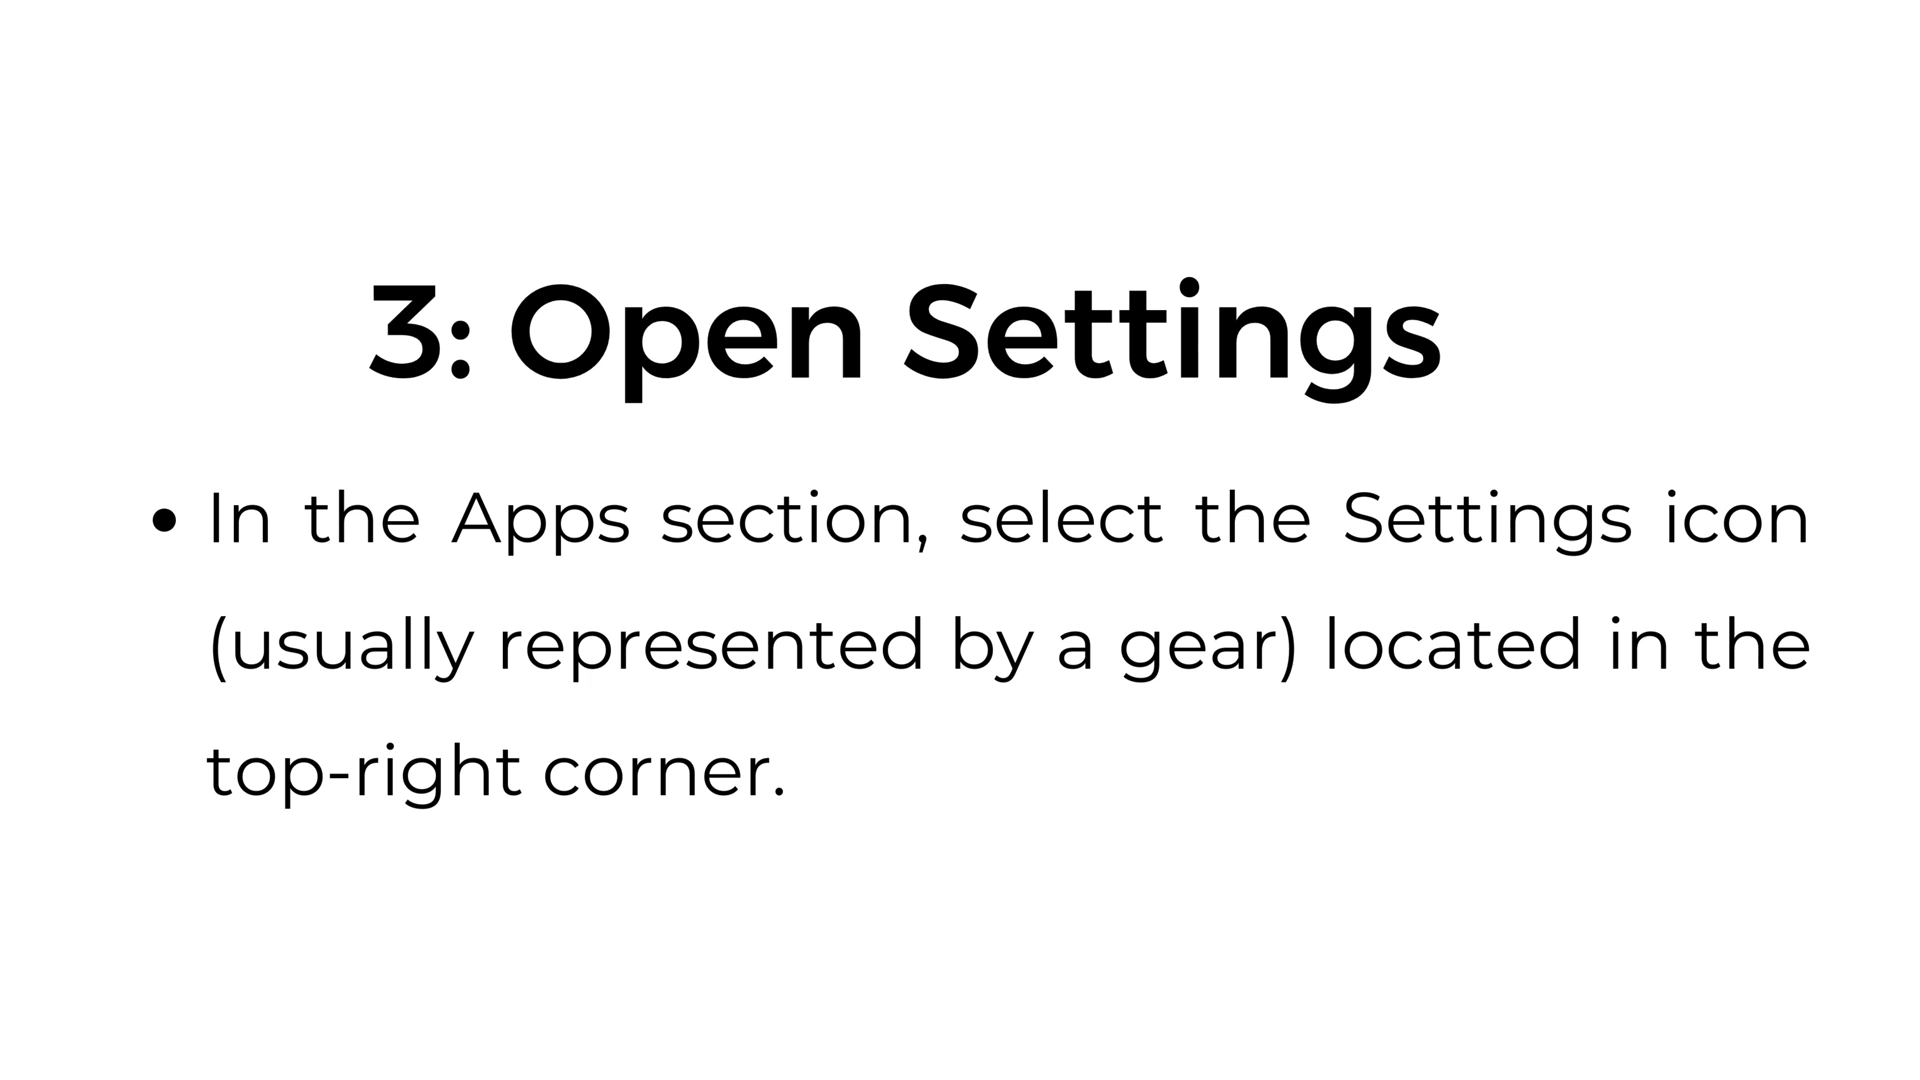 3: Open Settings
• In the Apps section, select the Settings icon
(usually represented by a gear) located in the
top-right corner.